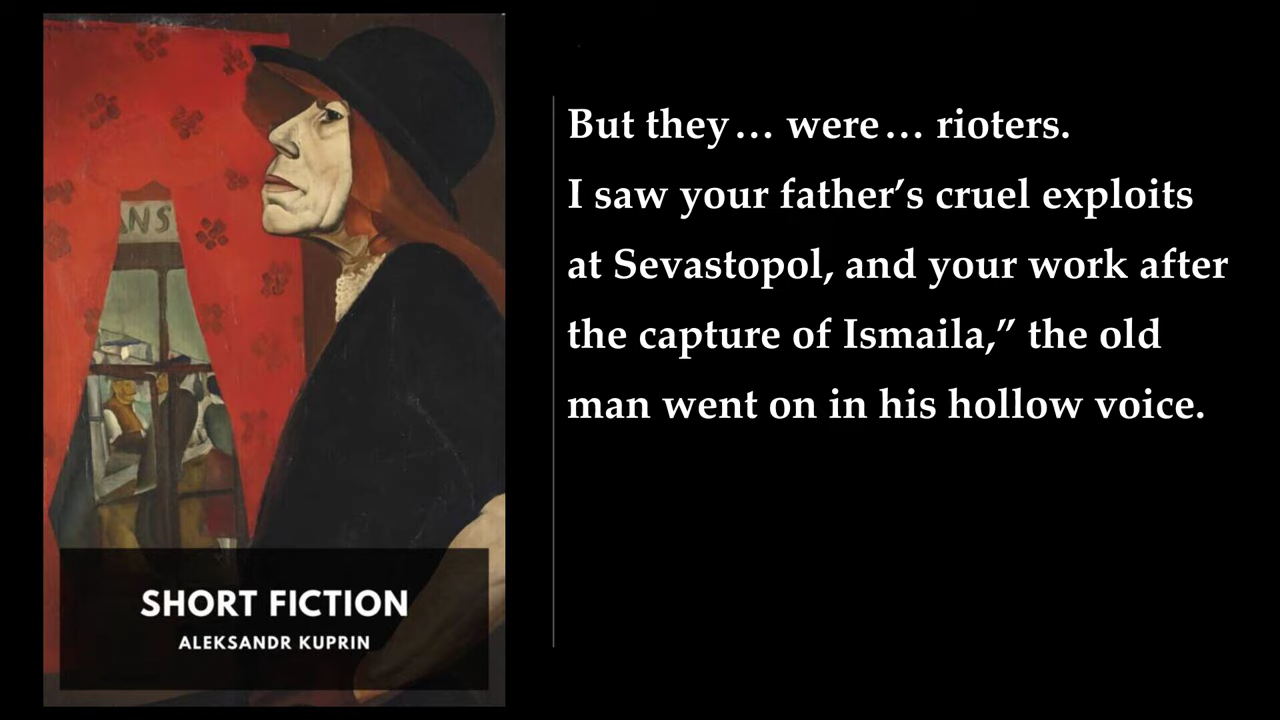 ANS
SHORT FICTION
ALEKSANDR KUPRIN
But they… were… rioters.
I saw your father’s cruel exploits
at Sevastopol, and your work after
the capture of Ismaila,” the old
man went on in his hollow voice.